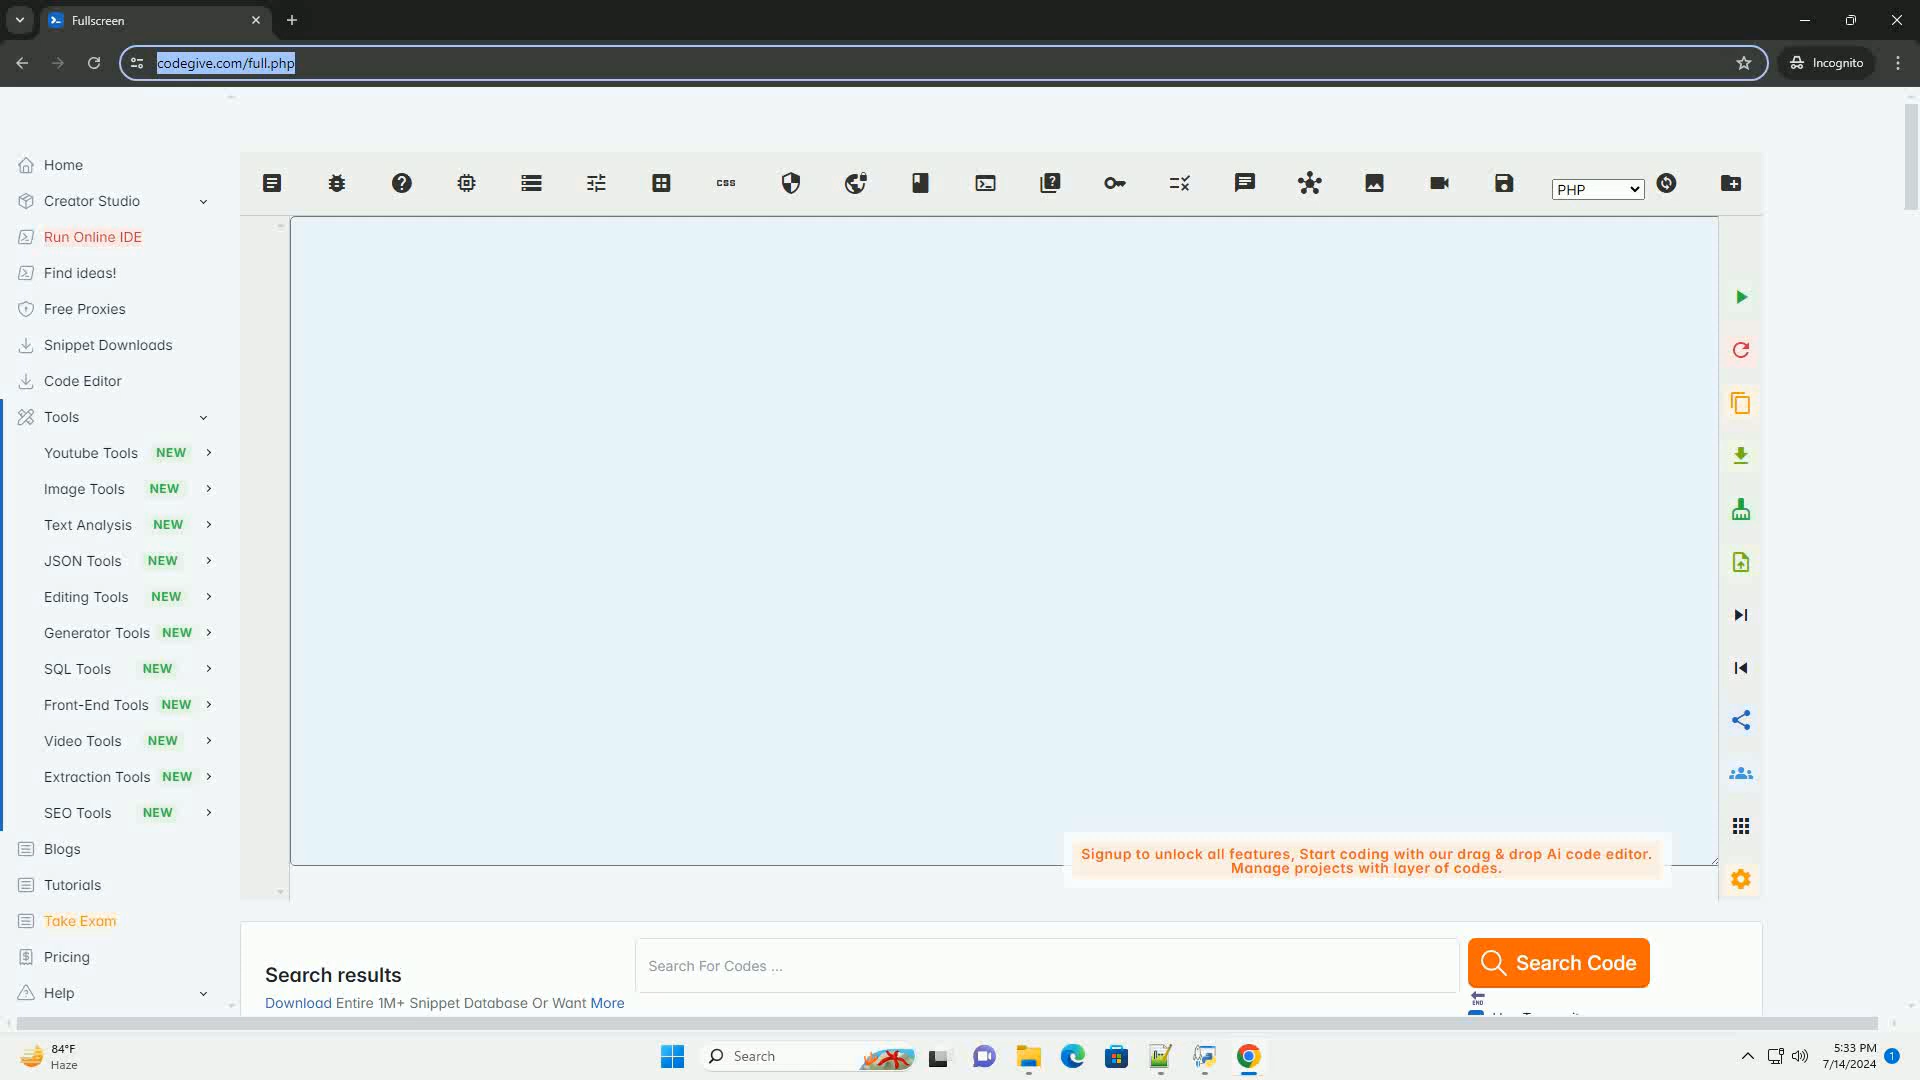 Fullscreen
codegive.com/full.php
Incognito
Home
Creator Studio
Run Online IDE
Find ideas!
Free Proxies
Snippet Downloads
Code Editor
Tools
Youtube Tools NEW
Image Tools NEW
Text Analysis NEW
JSON Tools NEW
Editing Tools NEW
Generator Tools NEW
SQL Tools NEW
Front-End Tools NEW
Video Tools NEW
Extraction Tools NEW
SEO Tools NEW
Blogs
Tutorials
Take Exam
Pricing
Help
CSS
PHP
Signup to unlock all features, Start coding with our drag & drop Ai code editor.
Manage projects with layer of codes.
Search results
Download Entire 1M+ Snippet Database Or Want More
Search For Codes ...
Search Code
END
84°F
Haze
Search
5:33 PM
7/14/2024
1